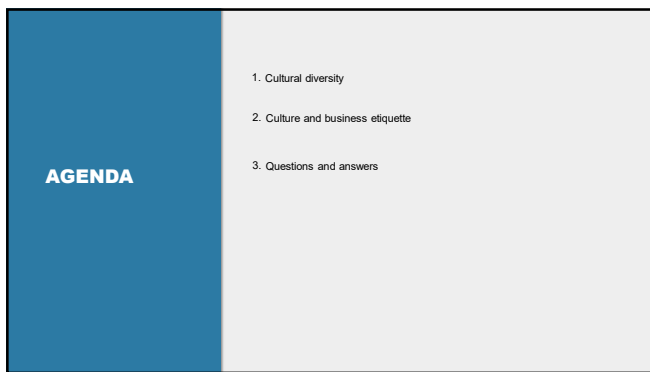 AGENDA
1. Cultural diversity
2. Culture and business etiquette
3. Questions and answers